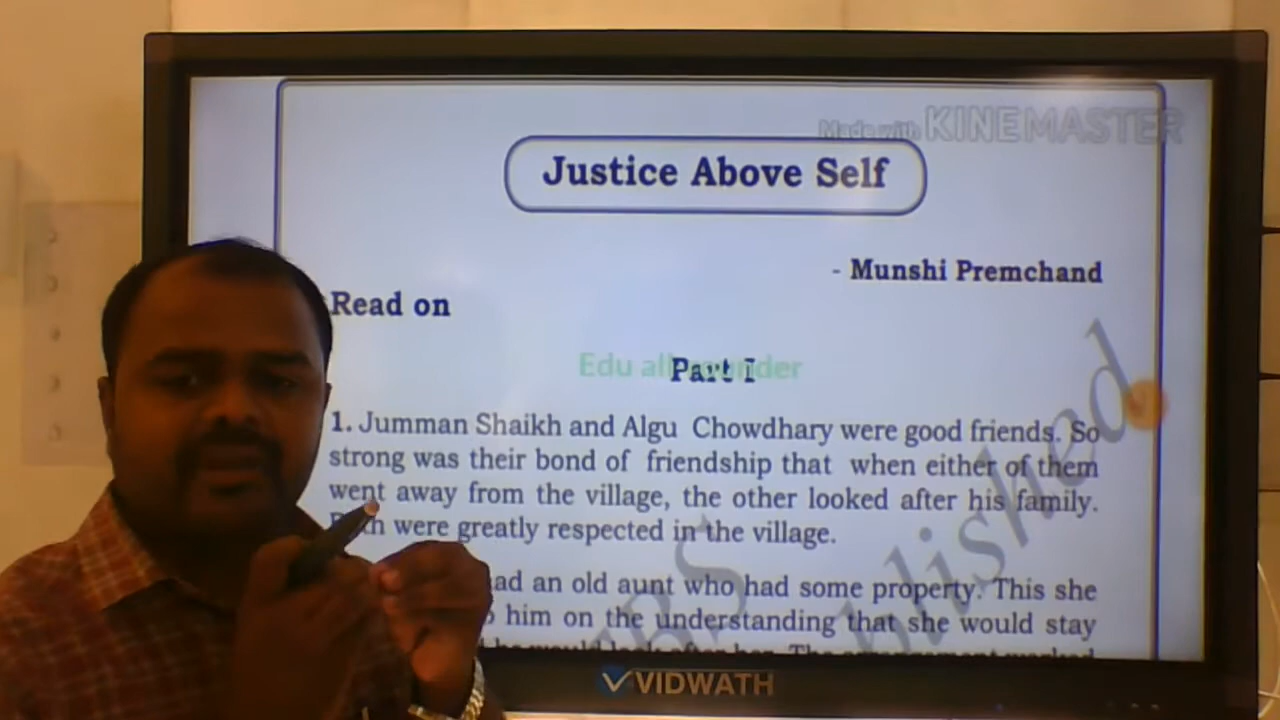 Made with KINEMASTER
Justice Above Self
- Munshi Premchand
Read on
Part I
1. Jumman Shaikh and Algu Chowdhary were good friends. So
strong was their bond of friendship that when either of them
went away from the village, the other looked after his family.
were greatly respected in the village.
an old aunt who had some property. This she
him on the understanding that she would stay
VIDWATH